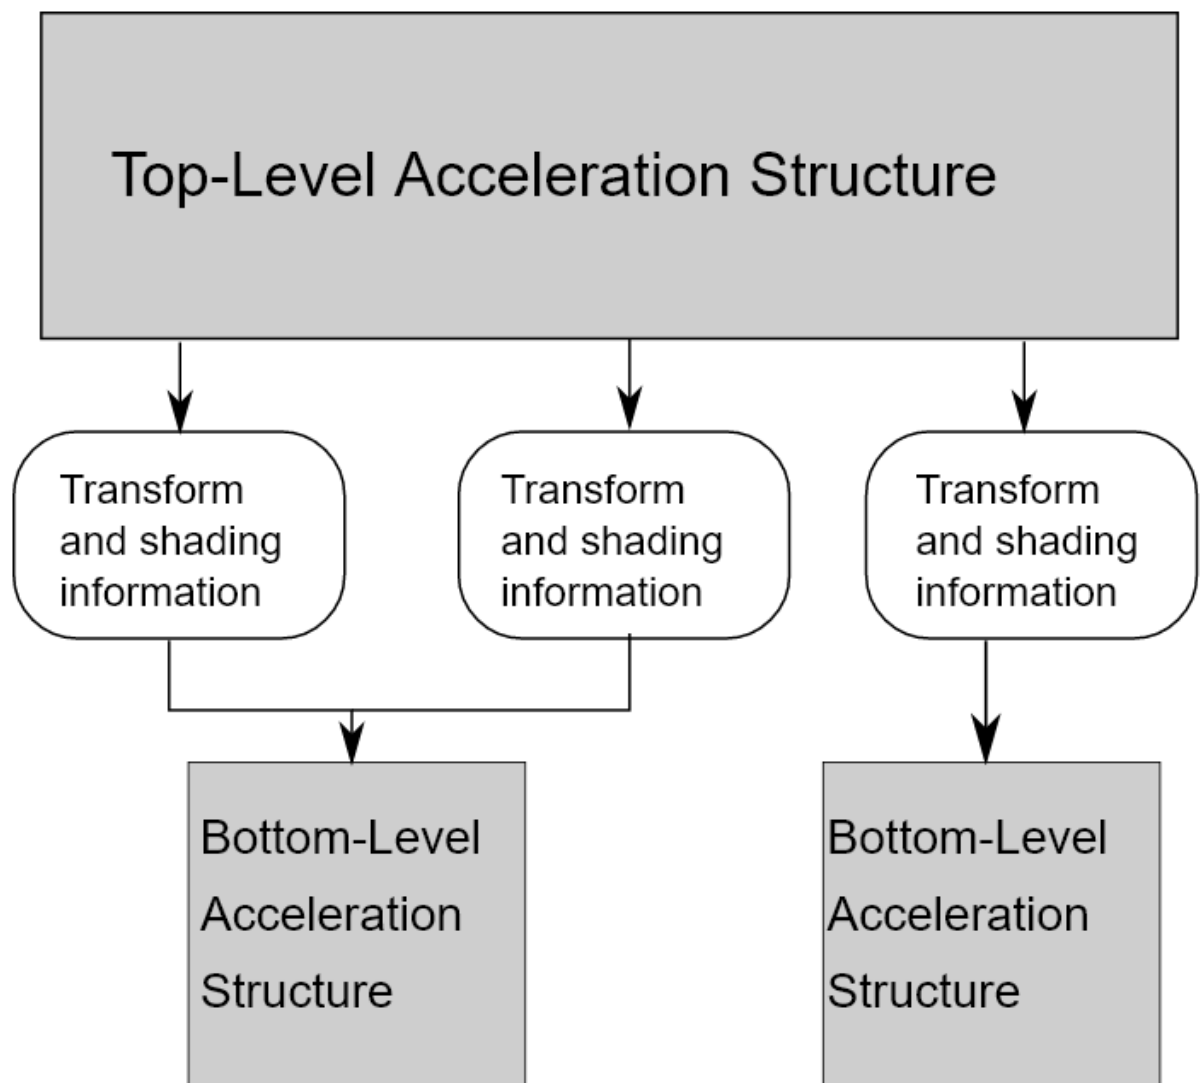 Top-Level Acceleration Structure
Transform
and shading
information
Transform
and shading
information
Transform
and shading
information
Bottom-Level
Acceleration
Structure
Bottom-Level
Acceleration
Structure